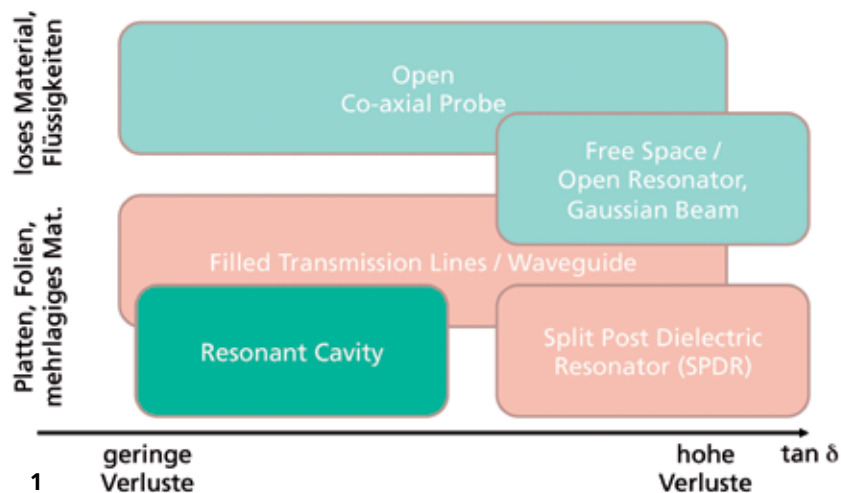 loses Material,
Flüssigkeiten
Open
Co-axial Probe
Free Space /
Open Resonator,
Gaussian Beam
Platten, Folien,
mehrlagiges Mat.
Filled Transmission Lines / Waveguide
Resonant Cavity
Split Post Dielectric
Resonator (SPDR)
geringe
Verluste
hohe
Verluste
tan δ
1